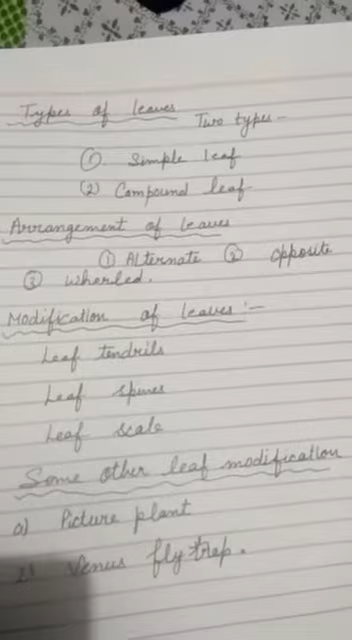 Types of leaves Two types -
① Simple leaf
(2) Compound leaf
Arrangement of leaves
① Alternate ② opposite
③ whorled.
Modification of leaves :-
Leaf tendrils
Leaf spines
Leaf scale
Some other leaf modification
a) Picture plant
2) Venus fly trap.